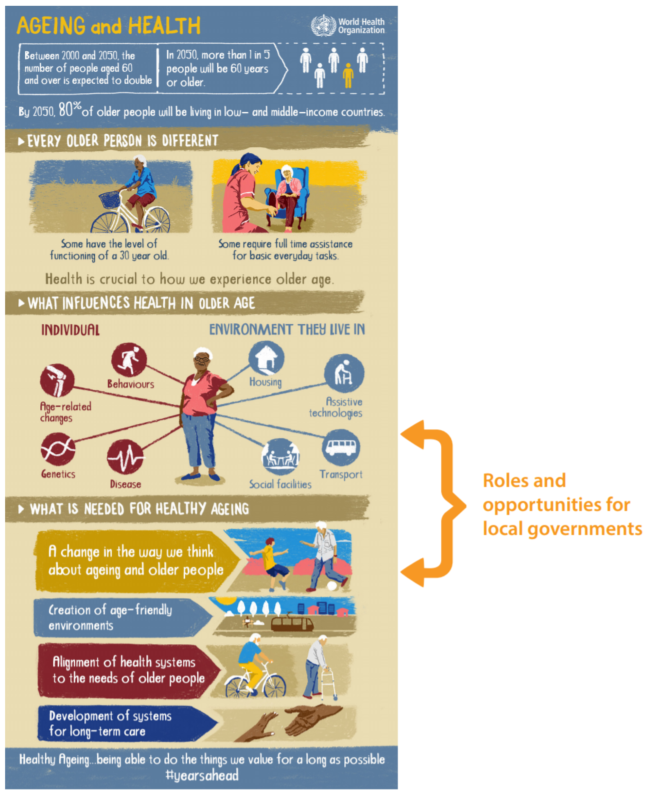 AGEING and HEALTH
World Health
Organization
Between 2000 and 2050, the
number of people aged 60
and over is expected to double
In 2050, more than 1 in 5
people will be 60 years
or older.
By 2050, 80% of older people will be living in low- and middle-income countries.
EVERY OLDER PERSON IS DIFFERENT
Some have the level of
functioning of a 30 year old.
Some require full time assistance
for basic everyday tasks.
Health is crucial to how we experience older age.
WHAT INFLUENCES HEALTH IN OLDER AGE
INDIVIDUAL
ENVIRONMENT THEY LIVE IN
Behaviours
Housing
Age-related
changes
Assistive
technologies
Genetics
Disease
Social facilities
Transport
WHAT IS NEEDED FOR HEALTHY AGEING
A change in the way we think
about ageing and older people
Creation of age-friendly
environments
Alignment of health systems
to the needs of older people
Development of systems
for long-term care
Healthy Ageing...being able to do the things we value for a long as possible
#yearsahead
Roles and
opportunities for
local governments